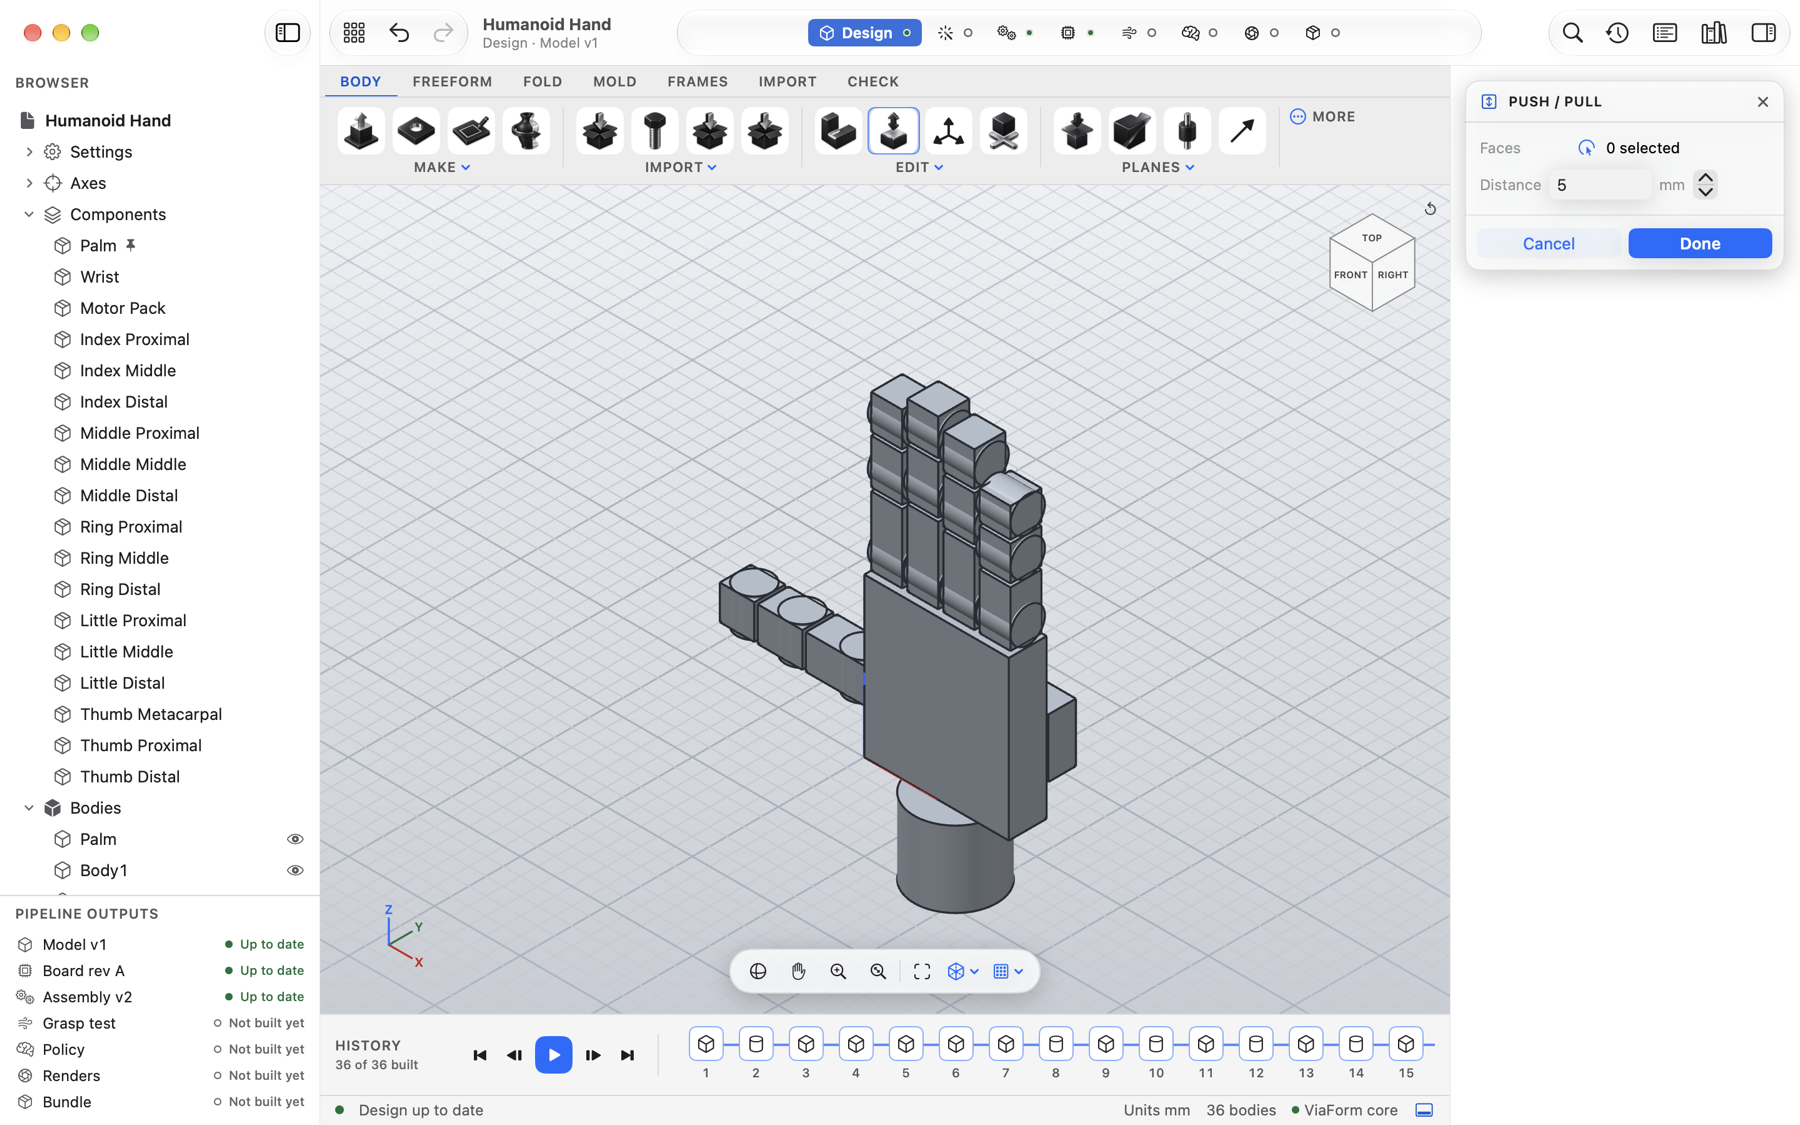 Humanoid Hand
Design · Model v1
Design
BROWSER
Humanoid Hand
Settings
Axes
Components
Palm
Wrist
Motor Pack
Index Proximal
Index Middle
Index Distal
Middle Proximal
Middle Middle
Middle Distal
Ring Proximal
Ring Middle
Ring Distal
Little Proximal
Little Middle
Little Distal
Thumb Metacarpal
Thumb Proximal
Thumb Distal
Bodies
Palm
Body1
PIPELINE OUTPUTS
Model v1 Up to date
Board rev A Up to date
Assembly v2 Up to date
Grasp test Not built yet
Policy Not built yet
Renders Not built yet
Bundle Not built yet
BODY FREEFORM FOLD MOLD FRAMES IMPORT CHECK
MAKE IMPORT EDIT PLANES MORE
TOP
FRONT RIGHT
Z
Y
X
PUSH / PULL
Faces 0 selected
Distance 5 mm
Cancel Done
HISTORY
36 of 36 built
1 2 3 4 5 6 7 8 9 10 11 12 13 14 15
Design up to date
Units mm 36 bodies ViaForm core